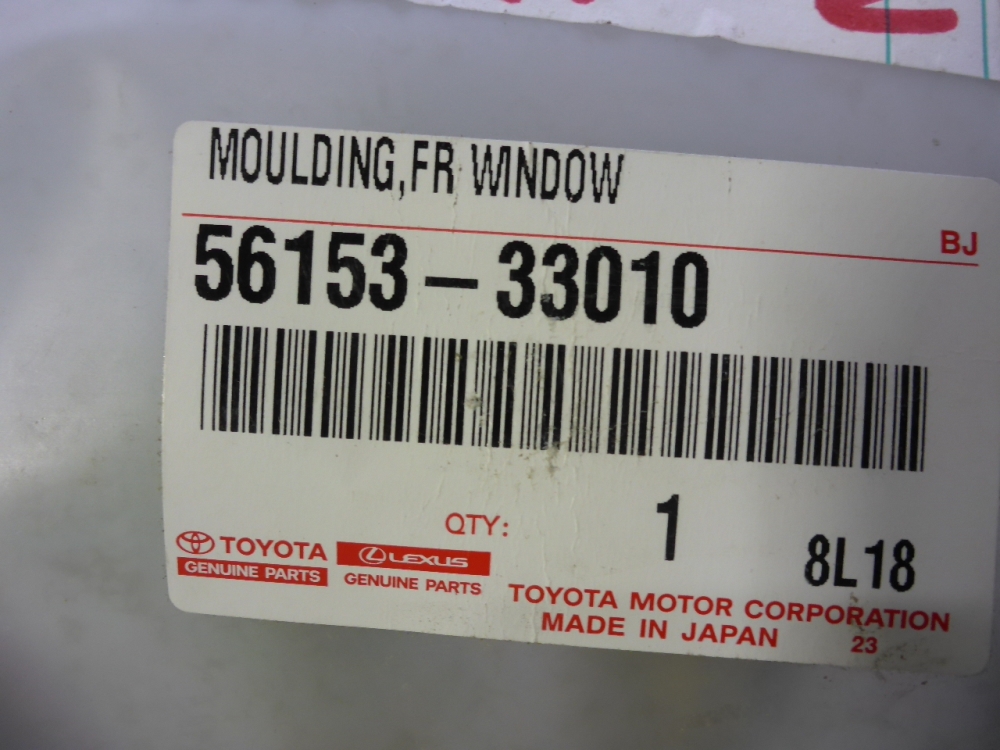 MOULDING,FR WINDOW
BJ
56153-33010
QTY: 1 8L18
TOYOTA LEXUS
GENUINE PARTS GENUINE PARTS
TOYOTA MOTOR CORPORATION
MADE IN JAPAN 23